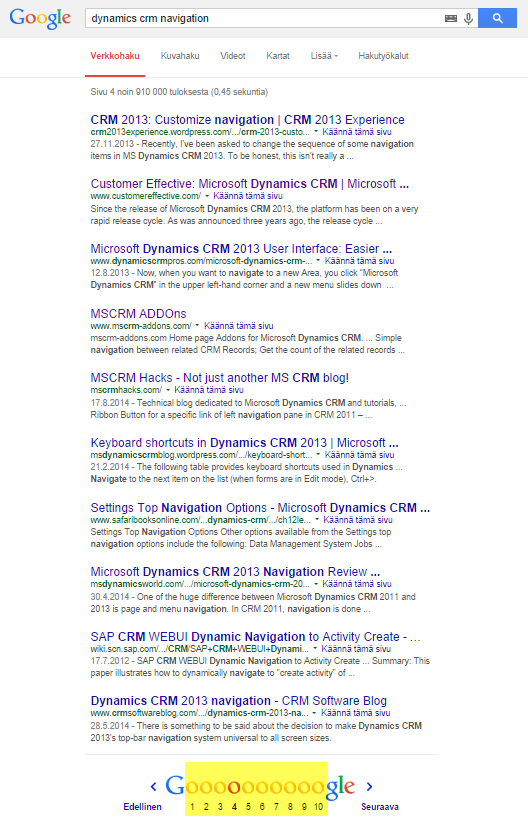 Google dynamics crm navigation
Verkkohaku Kuvahaku Videot Kartat Lisää Hakutyökalut
Sivu 4 noin 910 000 tuloksesta (0,45 sekuntia)
CRM 2013: Customize navigation | CRM 2013 Experience
crm2013experience.wordpress.com/.../crm-2013-custo... Käännä tämä sivu
27.11.2013 - Recently, I've been asked to change the sequence of some navigation
items in MS Dynamics CRM 2013. To be honest, this isn't really a ...
Customer Effective: Microsoft Dynamics CRM | Microsoft ...
www.customereffective.com/ Käännä tämä sivu
Since the release of Microsoft Dynamics CRM 2013, the platform has been on a very
rapid release cycle. As was announced three years ago, the release cycle ...
Microsoft Dynamics CRM 2013 User Interface: Easier ...
www.dynamicscrmpros.com/microsoft-dynamics-crm-... Käännä tämä sivu
12.8.2013 - Now, when you want to navigate to a new Area, you click "Microsoft
Dynamics CRM" in the upper left-hand corner and a new menu slides down ...
MSCRM ADDOns
www.mscrm-addons.com/ Käännä tämä sivu
mscrm-addons.com Home page Addons for Microsoft Dynamics CRM. ... Simple
navigation between related CRM Records; Get the count of the related records ...
MSCRM Hacks - Not just another MS CRM blog!
mscrmhacks.com/ Käännä tämä sivu
17.8.2014 - Technical blog dedicated to Microsoft Dynamics CRM and tutorials, ...
Ribbon Button for a specific link of left navigation pane in CRM 2011 – ...
Keyboard shortcuts in Dynamics CRM 2013 | Microsoft ...
msdynamicscrmblog.wordpress.com/.../keyboard-short... Käännä tämä sivu
21.2.2014 - The following table provides keyboard shortcuts used in Dynamics ...
Navigate to the next item on the list (when forms are in Edit mode), Ctrl+>.
Settings Top Navigation Options - Microsoft Dynamics CRM ...
www.safaribooksonline.com/...dynamics-crm/.../ch12le... Käännä tämä sivu
Settings Top Navigation Options Other options available from the Settings top
navigation options include the following: Data Management System Jobs ...
Microsoft Dynamics CRM 2013 Navigation Review ...
msdynamicsworld.com/.../microsoft-dynamics-crm-20... Käännä tämä sivu
30.4.2014 - One of the huge difference between Microsoft Dynamics CRM 2011 and
2013 is page and menu navigation. In CRM 2011, navigation is done ...
SAP CRM WEBUI Dynamic Navigation to Activity Create - ...
wiki.scn.sap.com/.../CRM/SAP+CRM+WEBUI+Dynami... Käännä tämä sivu
17.7.2012 - SAP CRM WEBUI Dynamic Navigation to Activity Create ... Summary: This
paper illustrates how to dynamically navigate to "create activity" of ...
Dynamics CRM 2013 navigation - CRM Software Blog
www.crmsoftwareblog.com/.../dynamics-crm-2013-na... Käännä tämä sivu
28.5.2014 - There is something to be said about the decision to make Dynamics CRM
2013's top-bar navigation system universal to all screen sizes.
Goooooooooogle
Edellinen 1 2 3 4 5 6 7 8 9 10 Seuraava